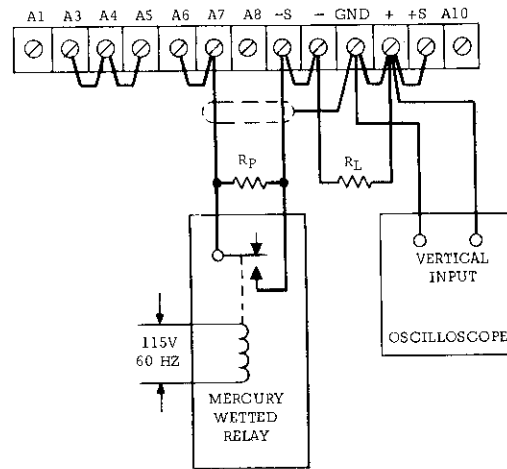 A1 A3 A4 A5 A6 A7 A8 -S - GND + +S A10
RP
RL
VERTICAL
INPUT
OSCILLOSCOPE
115V
60 HZ
MERCURY
WETTED
RELAY